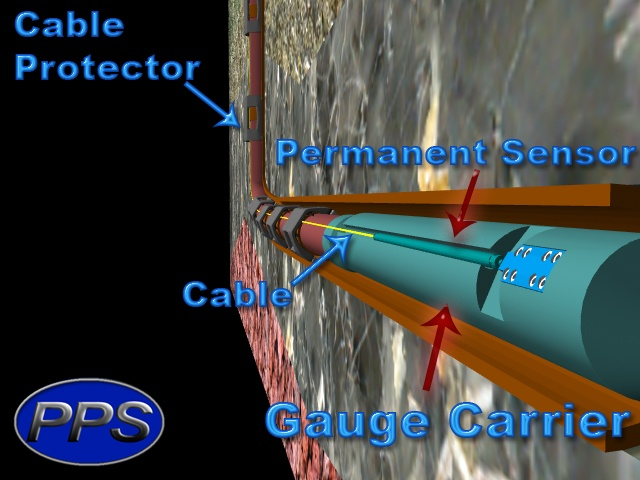 Cable
Protector
Permanent Sensor
Cable
Gauge Carrier
PPS